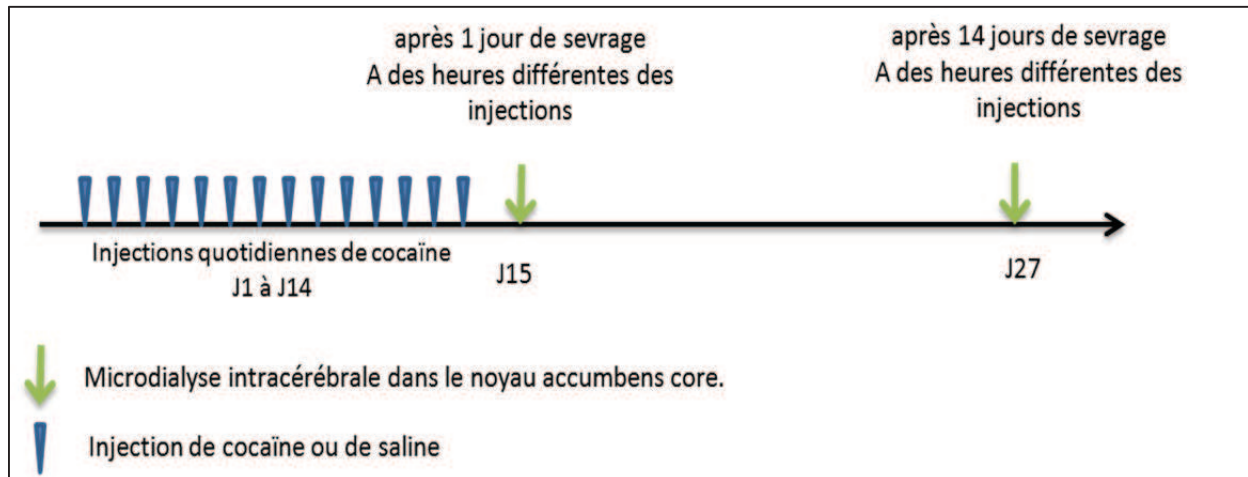 après 1 jour de sevrage
A des heures différentes des
injections
après 14 jours de sevrage
A des heures différentes des
injections
Injections quotidiennes de cocaïne
J1 à J14
J15
J27
Microdialyse intracérébrale dans le noyau accumbens core.
Injection de cocaïne ou de saline